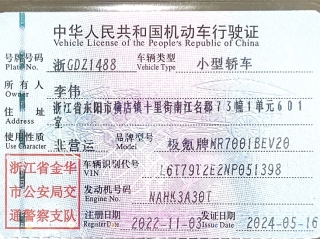 中华人民共和国机动车行驶证
Vehicle License of the People's Republic of China
号牌号码 浙GDZ1488 车辆类型 小型轿车
Plate No. Vehicle Type
所有人 李伟
Owner
住址 浙江省东阳市横店镇十里街南江名郡73幢1单元601室
Address
使用性质 非营运 品牌型号 极氪牌MR7001BEV20
Use Character Model
浙江省金华市公安局交通警察支队
车辆识别代号 L6T79T2E2NP051398
VIN
发动机号码 NAHK3A30T
Engine No.
注册日期 2022-11-03 发证日期 2024-05-16
Register Date Issue Date